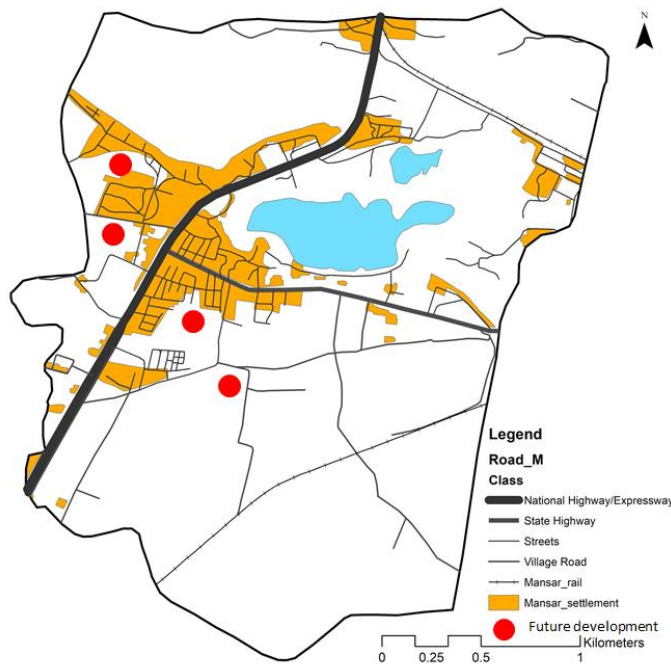 N
Legend
Road_M
Class
National Highway/Expressway
State Highway
Streets
Village Road
Mansar_rail
Mansar_settlement
Future development
Kilometers
0 0.25 0.5 1